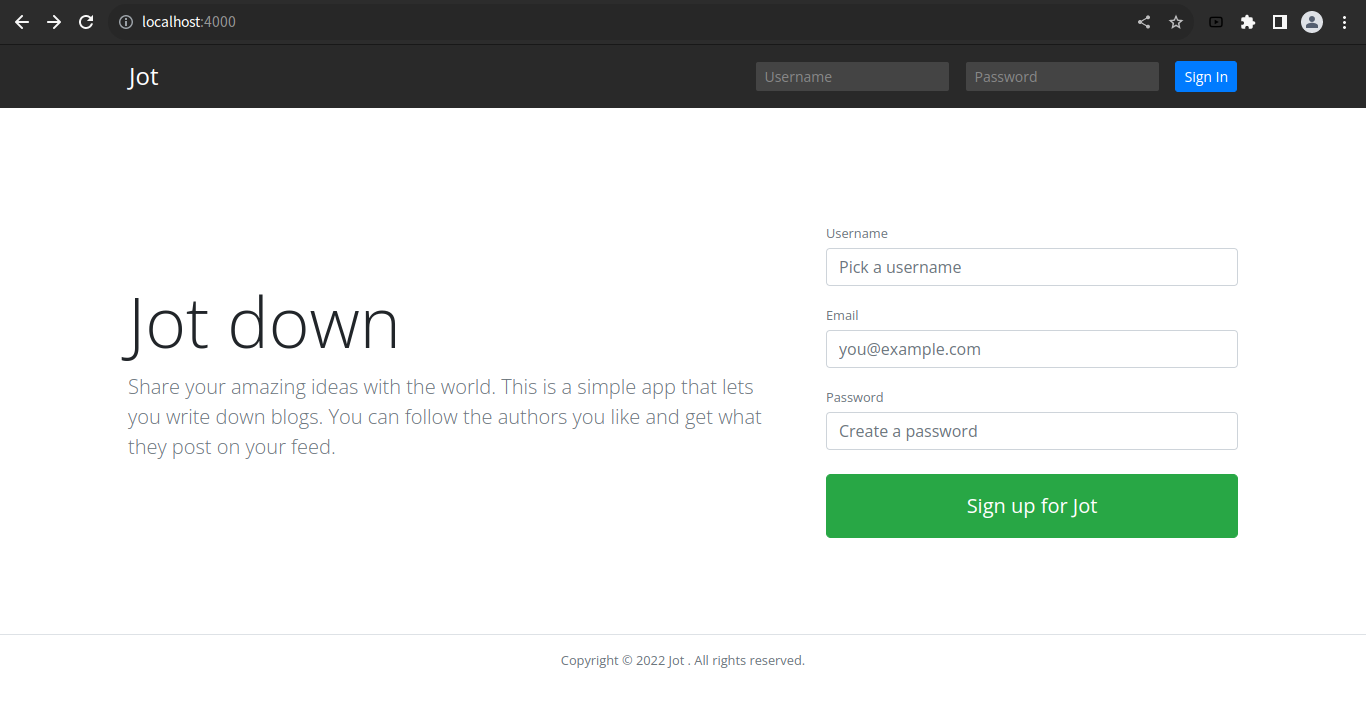 localhost:4000
Jot
Username
Password
Sign In
Jot down
Share your amazing ideas with the world. This is a simple app that lets
you write down blogs. You can follow the authors you like and get what
they post on your feed.
Username
Pick a username
Email
you@example.com
Password
Create a password
Sign up for Jot
Copyright © 2022 Jot . All rights reserved.